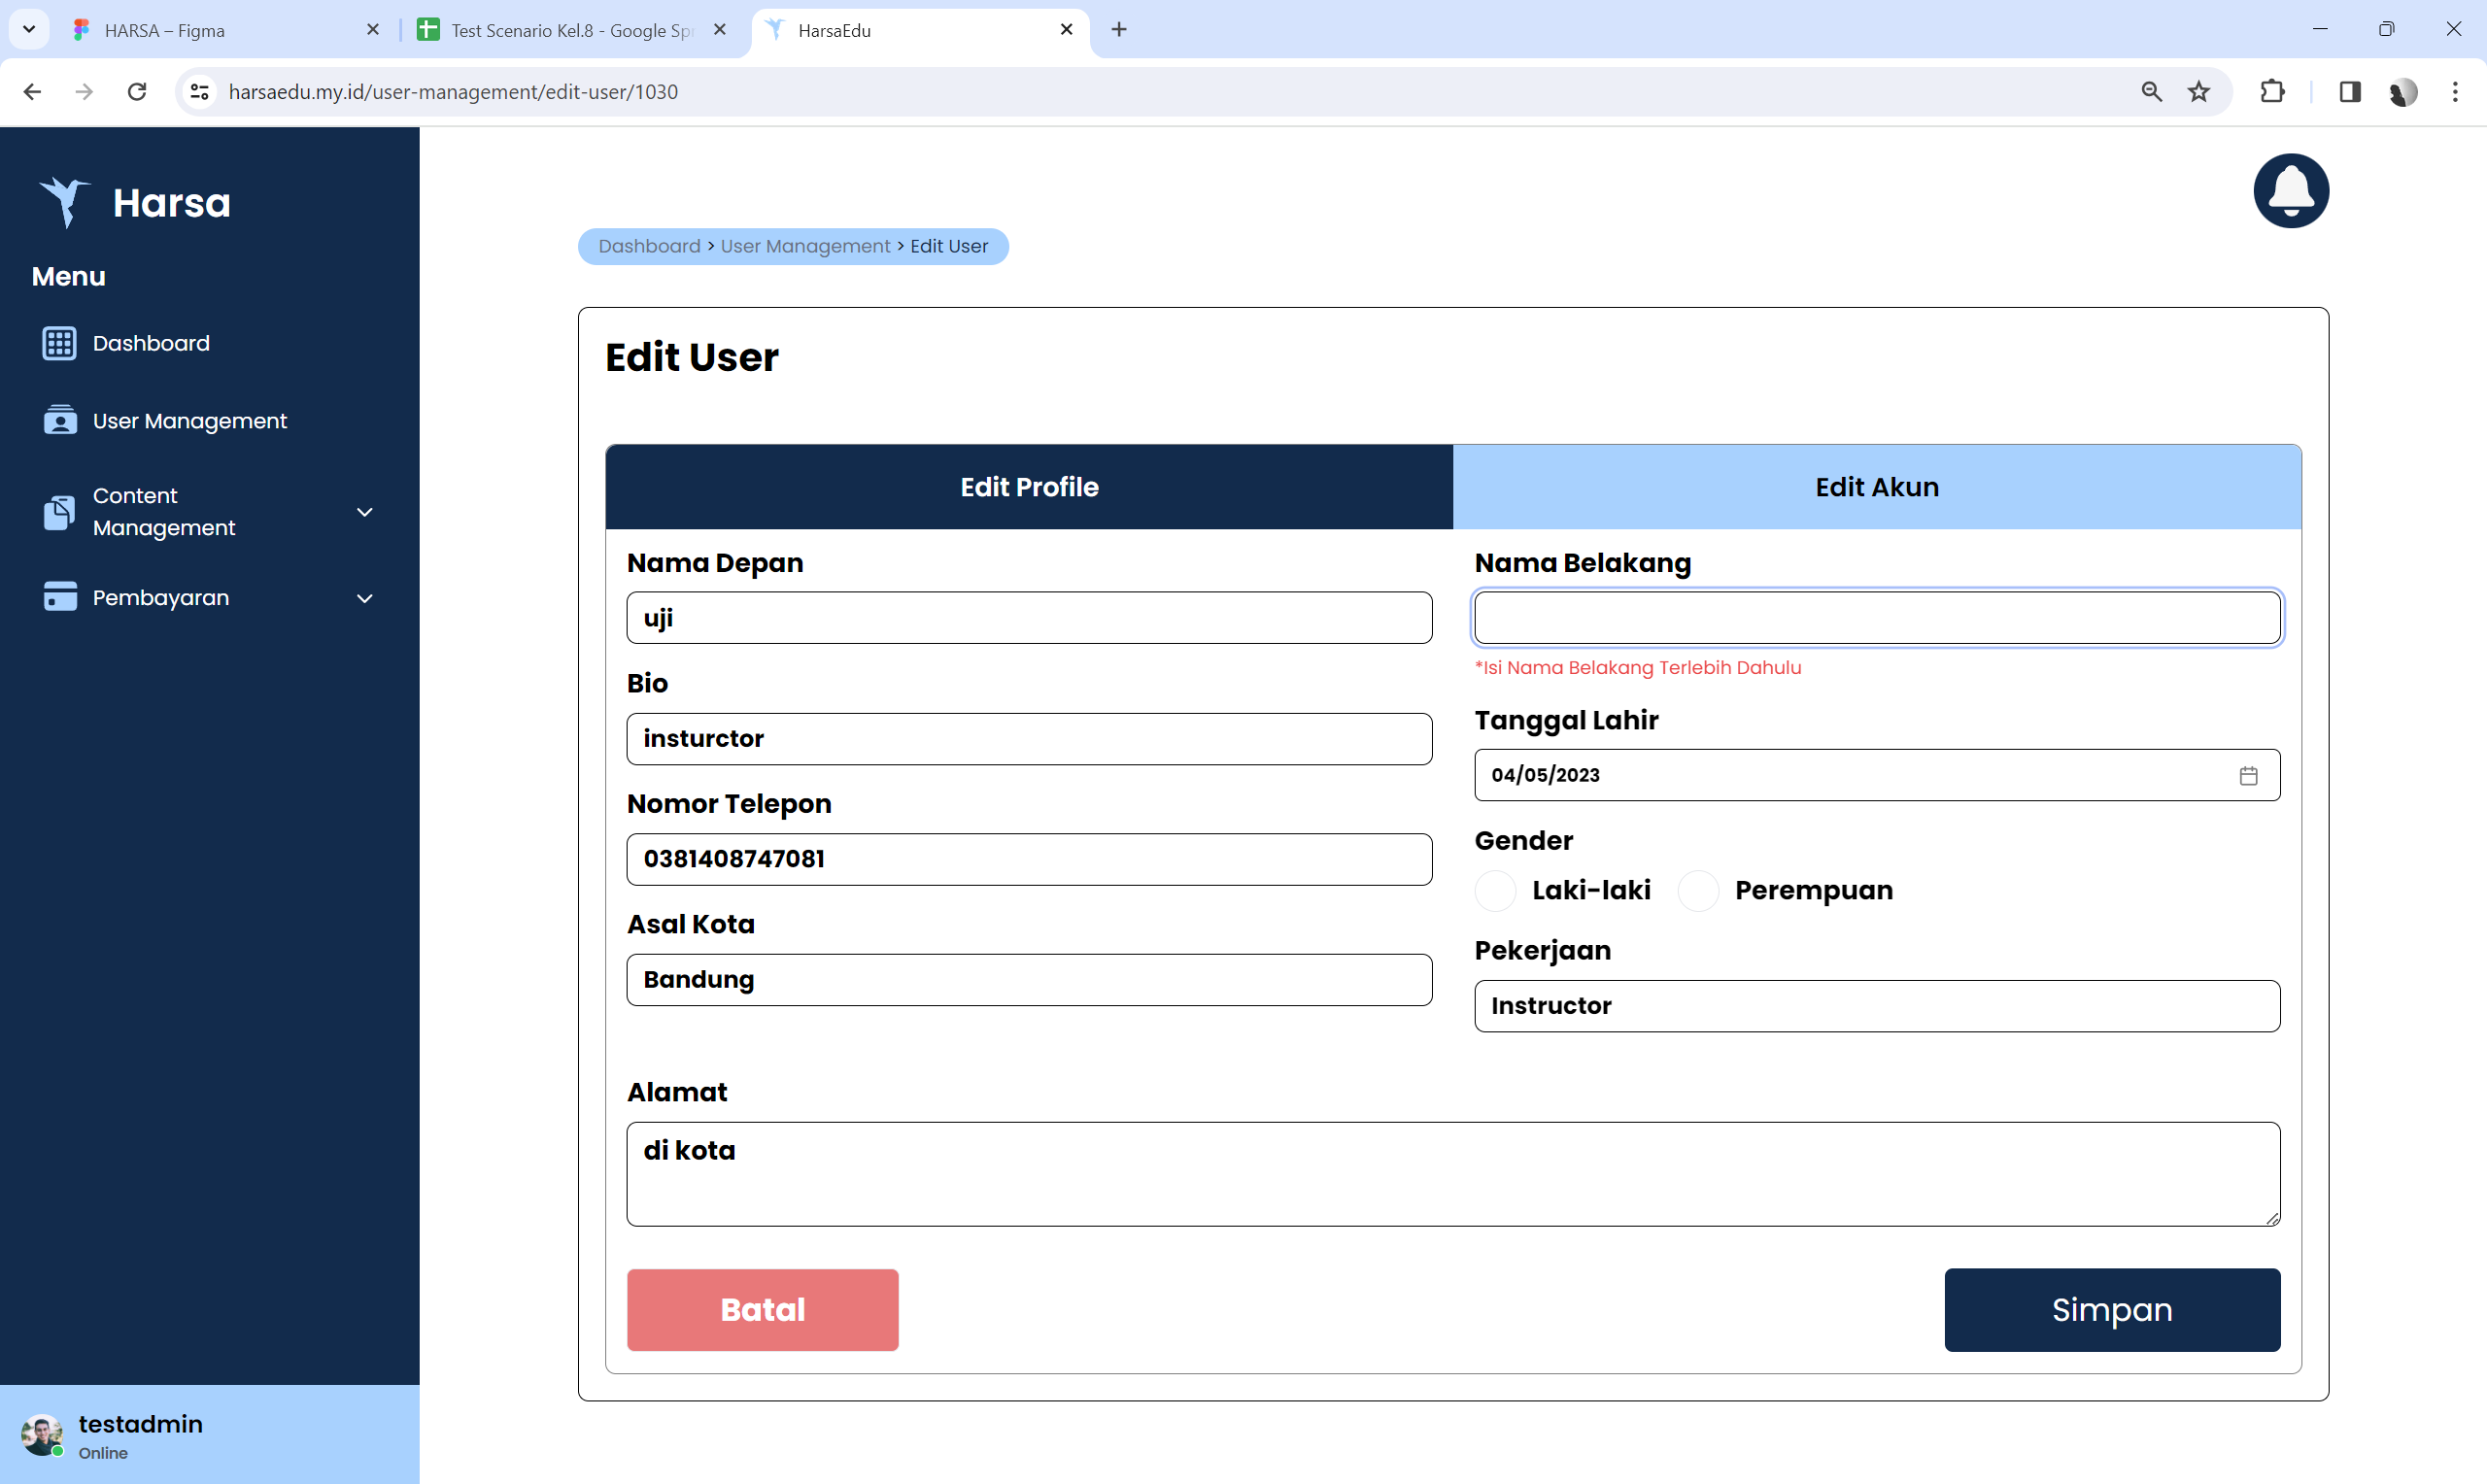 HARSA – Figma
Test Scenario Kel.8 - Google Spr
HarsaEdu
harsaedu.my.id/user-management/edit-user/1030
Harsa
Menu
Dashboard
User Management
Content
Management
Pembayaran
testadmin
Online
Dashboard > User Management > Edit User
Edit User
Edit Profile
Edit Akun
Nama Depan
uji
Bio
insturctor
Nomor Telepon
0381408747081
Asal Kota
Bandung
Nama Belakang
*Isi Nama Belakang Terlebih Dahulu
Tanggal Lahir
04/05/2023
Gender
Laki-laki
Perempuan
Pekerjaan
Instructor
Alamat
di kota
Batal
Simpan